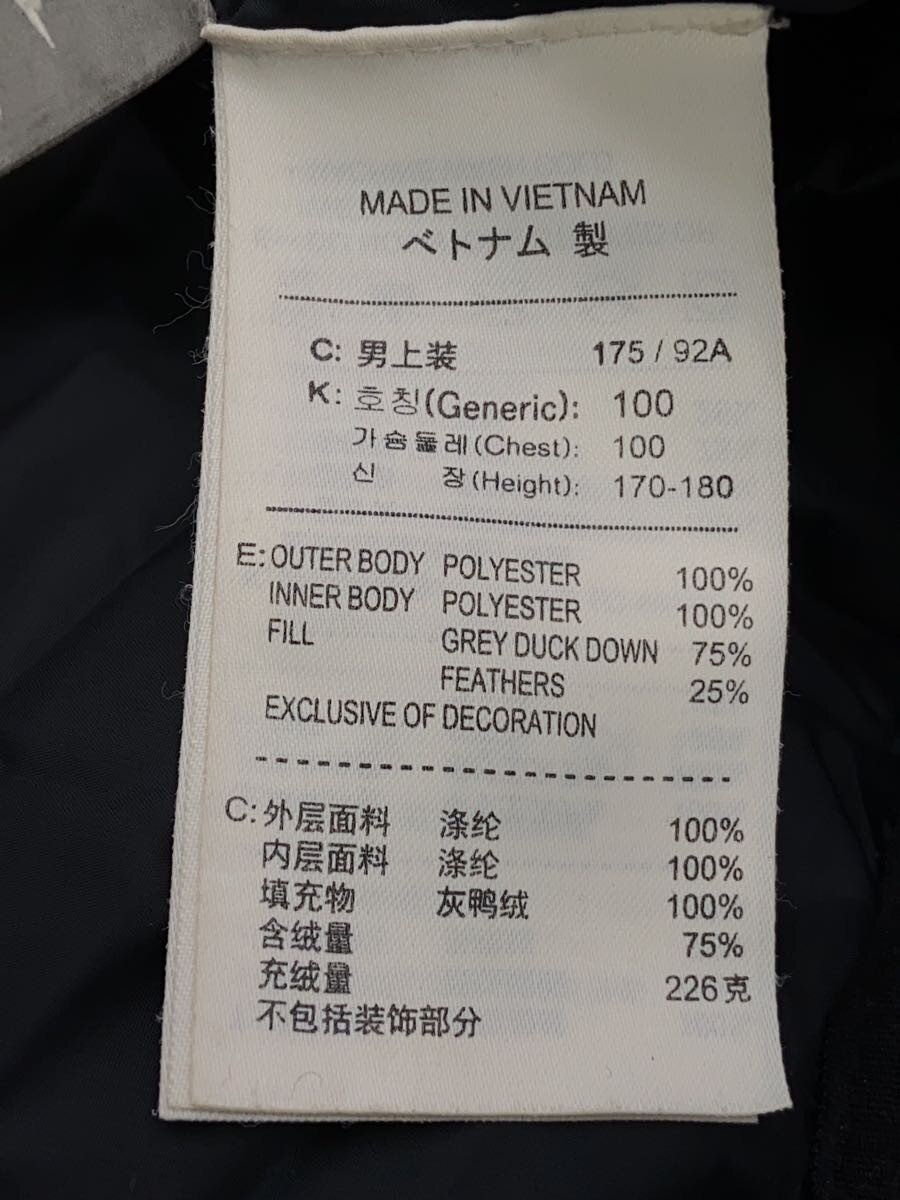 MADE IN VIETNAM
ベトナム 製
C: 男上装 175 / 92A
K: 호칭(Generic): 100
가슴둘레(Chest): 100
신 장(Height): 170-180
E: OUTER BODY POLYESTER 100%
INNER BODY POLYESTER 100%
FILL GREY DUCK DOWN 75%
FEATHERS 25%
EXCLUSIVE OF DECORATION
C: 外层面料 涤纶 100%
内层面料 涤纶 100%
填充物 灰鸭绒 100%
含绒量 75%
充绒量 226克
不包括装饰部分